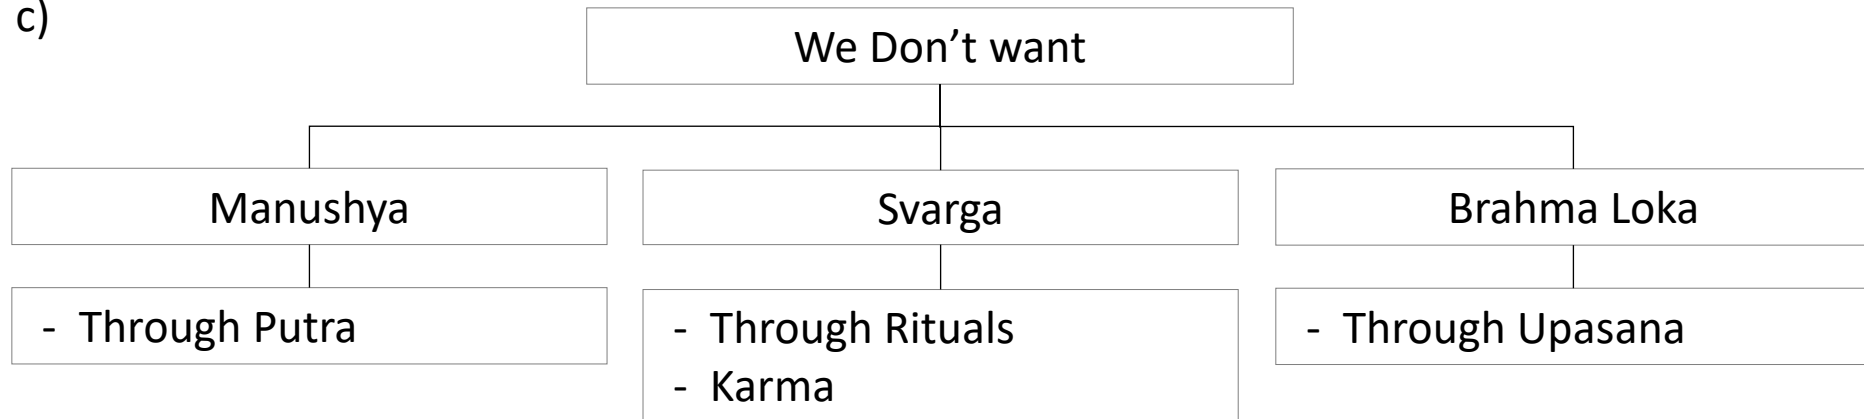 c)
We Don’t want
Manushya
Svarga
Brahma Loka
- Through Putra
- Through Rituals
- Karma
- Through Upasana